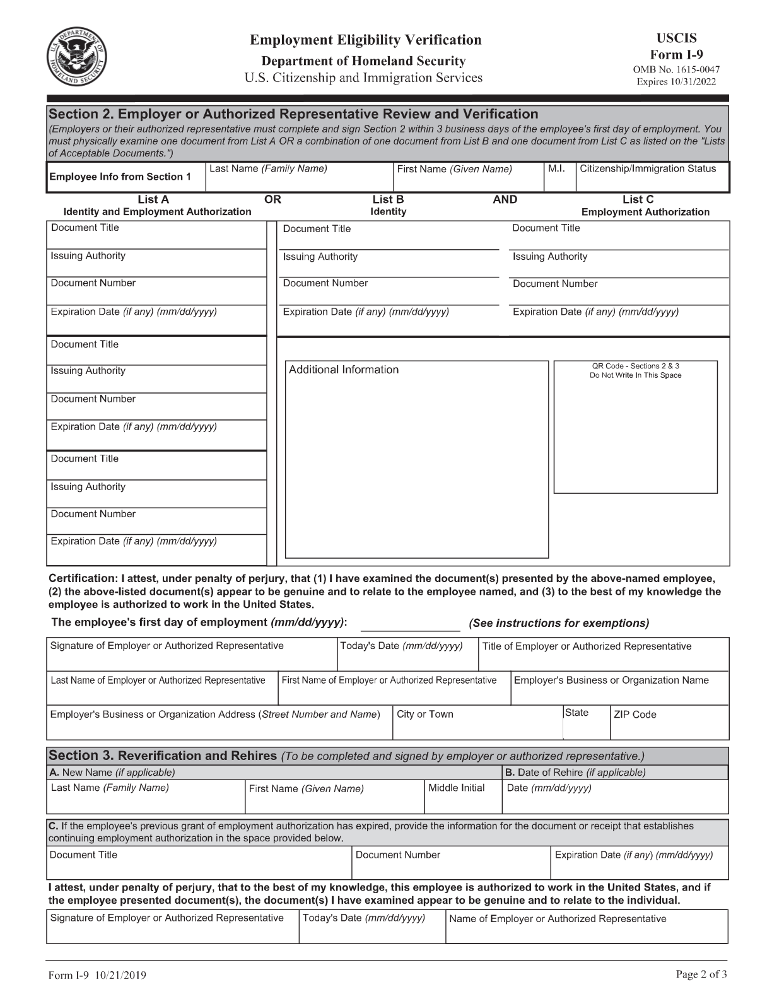 U.S. DEPARTMENT OF HOMELAND SECURITY
Employment Eligibility Verification
Department of Homeland Security
U.S. Citizenship and Immigration Services
USCIS
Form I-9
OMB No. 1615-0047
Expires 10/31/2022
Section 2. Employer or Authorized Representative Review and Verification
(Employers or their authorized representative must complete and sign Section 2 within 3 business days of the employee's first day of employment. You
must physically examine one document from List A OR a combination of one document from List B and one document from List C as listed on the "Lists
of Acceptable Documents.")
Employee Info from Section 1
Last Name (Family Name)
First Name (Given Name)
M.I.
Citizenship/Immigration Status
List A
Identity and Employment Authorization
OR
List B
Identity
AND
List C
Employment Authorization
Document Title
Issuing Authority
Document Number
Expiration Date (if any) (mm/dd/yyyy)
Document Title
Issuing Authority
Document Number
Expiration Date (if any) (mm/dd/yyyy)
Document Title
Issuing Authority
Document Number
Expiration Date (if any) (mm/dd/yyyy)
Document Title
Issuing Authority
Document Number
Expiration Date (if any) (mm/dd/yyyy)
Document Title
Issuing Authority
Document Number
Expiration Date (if any) (mm/dd/yyyy)
Additional Information
QR Code - Sections 2 & 3
Do Not Write In This Space
Certification: I attest, under penalty of perjury, that (1) I have examined the document(s) presented by the above-named employee,
(2) the above-listed document(s) appear to be genuine and to relate to the employee named, and (3) to the best of my knowledge the
employee is authorized to work in the United States.
The employee's first day of employment (mm/dd/yyyy): (See instructions for exemptions)
Signature of Employer or Authorized Representative
Today's Date (mm/dd/yyyy)
Title of Employer or Authorized Representative
Last Name of Employer or Authorized Representative
First Name of Employer or Authorized Representative
Employer's Business or Organization Name
Employer's Business or Organization Address (Street Number and Name)
City or Town
State
ZIP Code
Section 3. Reverification and Rehires (To be completed and signed by employer or authorized representative.)
A. New Name (if applicable)
B. Date of Rehire (if applicable)
Last Name (Family Name)
First Name (Given Name)
Middle Initial
Date (mm/dd/yyyy)
C. If the employee's previous grant of employment authorization has expired, provide the information for the document or receipt that establishes
continuing employment authorization in the space provided below.
Document Title
Document Number
Expiration Date (if any) (mm/dd/yyyy)
I attest, under penalty of perjury, that to the best of my knowledge, this employee is authorized to work in the United States, and if
the employee presented document(s), the document(s) I have examined appear to be genuine and to relate to the individual.
Signature of Employer or Authorized Representative
Today's Date (mm/dd/yyyy)
Name of Employer or Authorized Representative
Form I-9 10/21/2019
Page 2 of 3